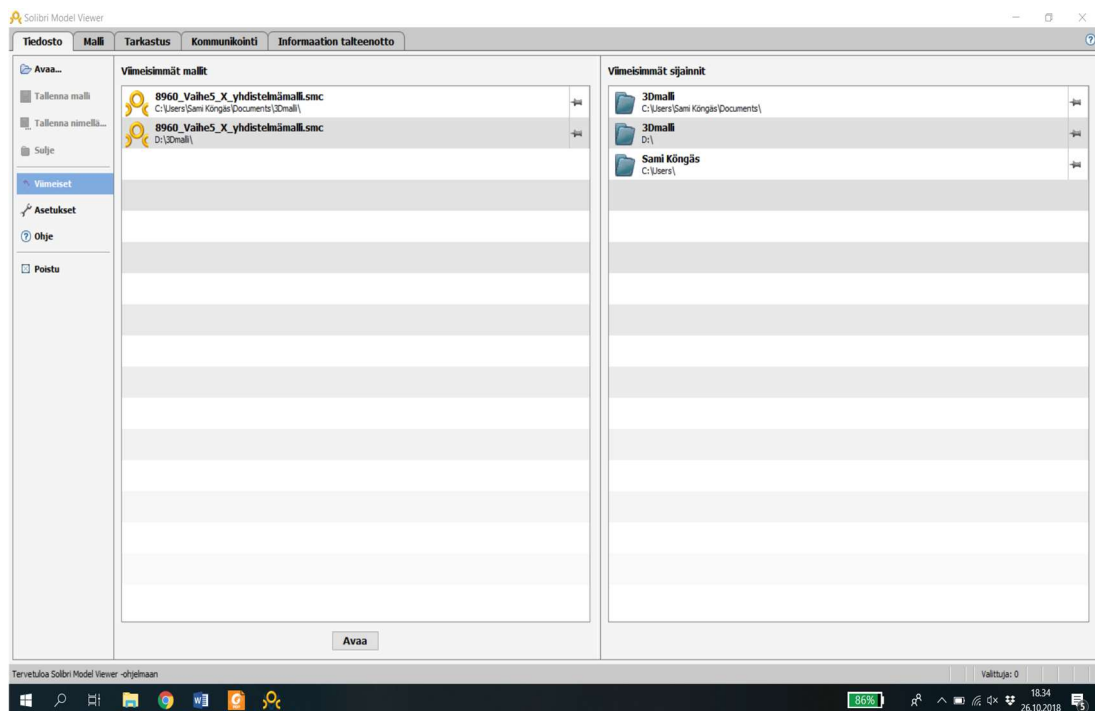 Solibri Model Viewer
Tiedosto Malli Tarkastus Kommunikointi Informaation talteenotto
Avaa...
Tallenna malli
Tallenna nimellä...
Sulje
Viimeiset
Asetukset
Ohje
Poistu
Viimeisimmät mallit
8960_Vaihe5_X_yhdistelmämalli.smc
C:\Users\Sami Köngäs\Documents\3Dmalli\
8960_Vaihe5_X_yhdistelmämalli.smc
D:\3Dmalli\
Avaa
Viimeisimmät sijainnit
3Dmalli
C:\Users\Sami Köngäs\Documents\
3Dmalli
D:\
Sami Köngäs
C:\Users\
Tervetuloa Solibri Model Viewer -ohjelmaan
Valittuja: 0
86%
18.34
26.10.2018
5